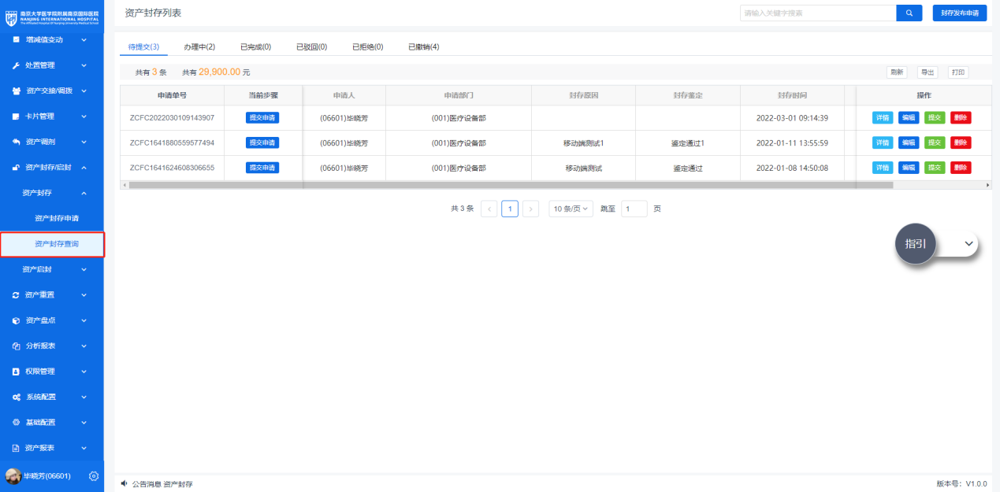 南京大学医学院附属南京国际医院
NANJING INTERNATIONAL HOSPITAL
The Affiliated Hospital of Nanjing University Medical School
增减值变动
处置管理
资产交接/调拨
卡片管理
资产调剂
资产封存/启封
资产封存
资产封存申请
资产封存查询
资产启封
资产重置
资产盘点
分析报表
权限管理
系统配置
基础配置
资产报表
毕晓芳(06601)
资产封存列表
请输入关键字搜索
封存发布申请
待提交(3) 办理中(2) 已完成(0) 已驳回(0) 已拒绝(0) 已撤销(4)
共有 3 条 共有 29,900.00 元 刷新 导出 打印
申请单号 当前步骤 申请人 申请部门 封存原因 封存鉴定 封存时间 操作
ZCFC2022030109143907 提交申请 (06601)毕晓芳 (001)医疗设备部 2022-03-01 09:14:39 详情 编辑 提交 删除
ZCFC1641880559577494 提交申请 (06601)毕晓芳 (001)医疗设备部 移动端测试1 鉴定通过1 2022-01-11 13:55:59 详情 编辑 提交 删除
ZCFC1641624608306655 提交申请 (06601)毕晓芳 (001)医疗设备部 移动端测试 鉴定通过 2022-01-08 14:50:08 详情 编辑 提交 删除
共 3 条 1 10 条/页 跳至 1 页
指引
公告消息 资产封存 版本号：V1.0.0